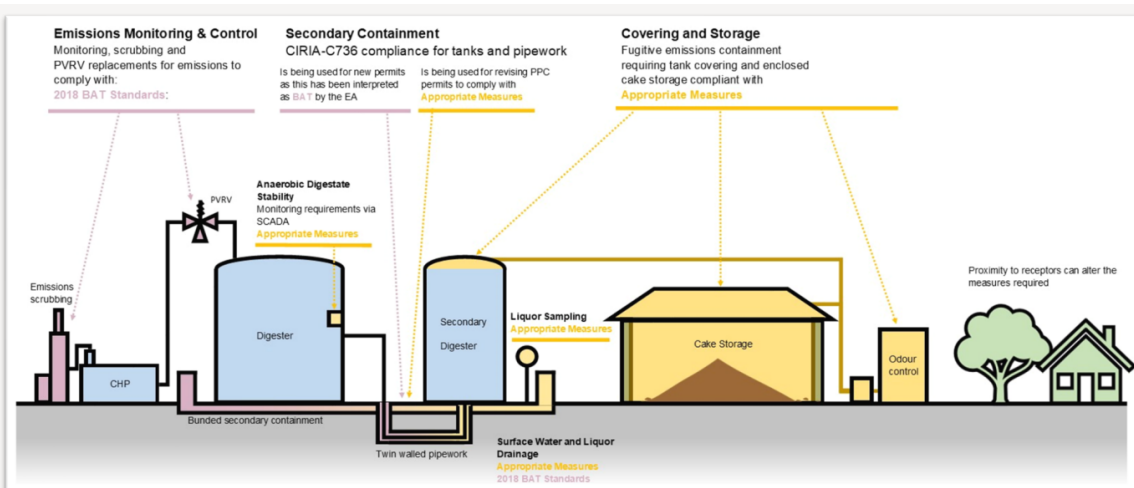 Emissions Monitoring & Control
Monitoring, scrubbing and
PVRV replacements for emissions to
comply with:
2018 BAT Standards:
Secondary Containment
CIRIA-C736 compliance for tanks and pipework
Is being used for new permits
as this has been interpreted
as BAT by the EA
Is being used for revising PPC
permits to comply with
Appropriate Measures
Covering and Storage
Fugitive emissions containment
requiring tank covering and enclosed
cake storage compliant with
Appropriate Measures
Anaerobic Digestate
Stability
Monitoring requirements via
SCADA
Appropriate Measures
PVRV
Emissions
scrubbing
CHP
Digester
Secondary
Digester
Liquor Sampling
Appropriate Measures
Cake Storage
Odour
control
Proximity to receptors can alter the
measures required
Bunded secondary containment
Twin walled pipework
Surface Water and Liquor
Drainage
Appropriate Measures
2018 BAT Standards